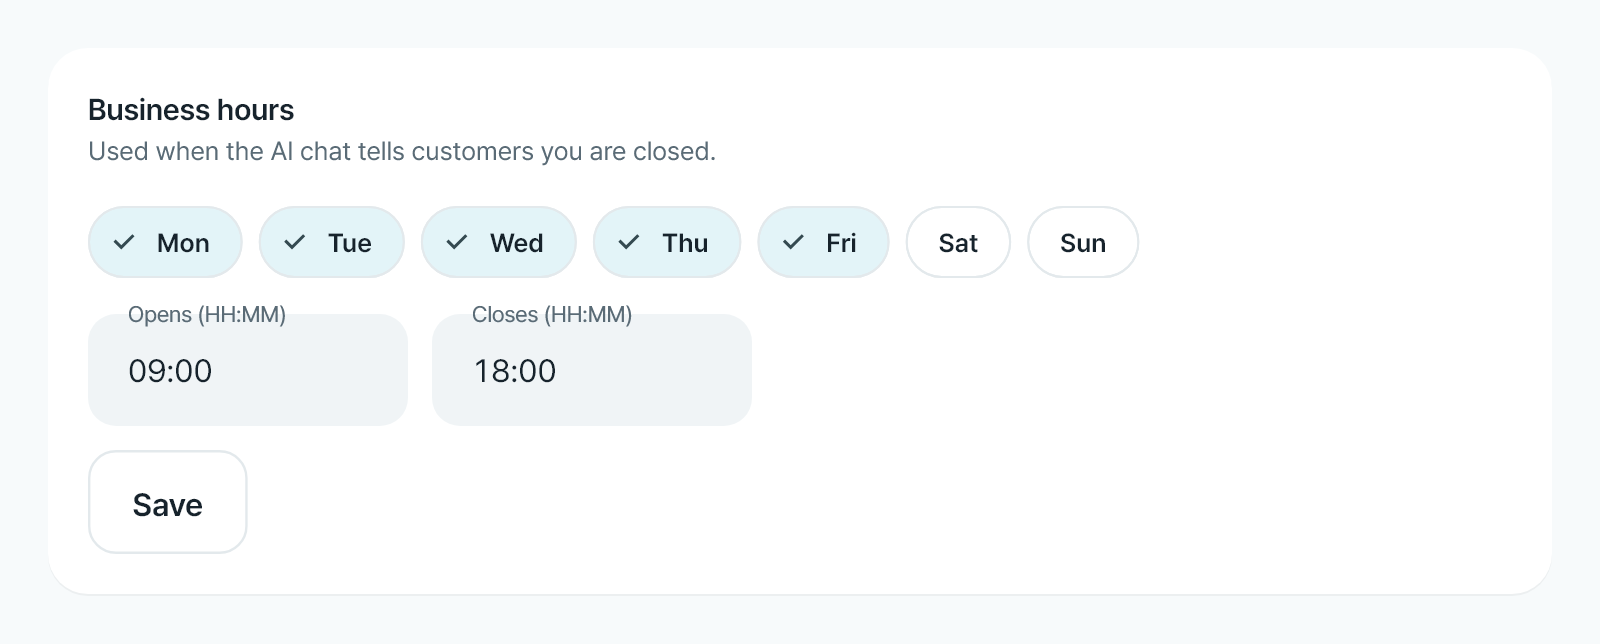 Business hours
Used when the AI chat tells customers you are closed.
Mon Tue Wed Thu Fri Sat Sun
Opens (HH:MM) Closes (HH:MM)
09:00 18:00
Save